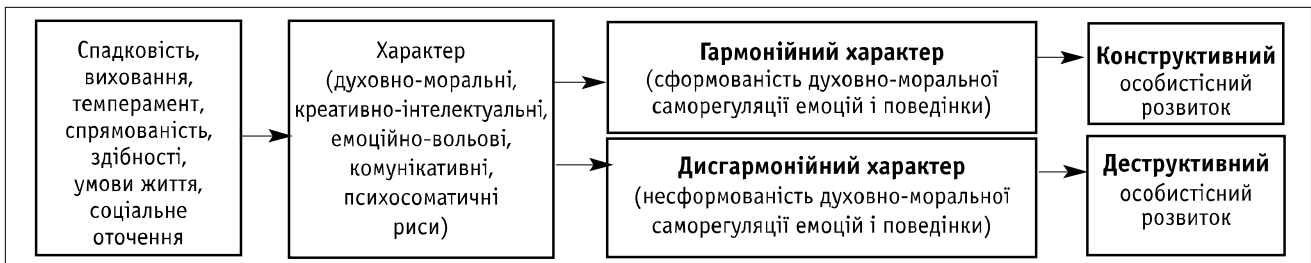 Спадковість,
виховання,
темперамент,
спрямованість,
здібності,
умови життя,
соціальне
оточення
Характер
(духовно-моральні,
креативно-інтелектуальні,
емоційно-вольові,
комунікативні,
психосоматичні
риси)
Гармонійний характер
(сформованість духовно-моральної
саморегуляції емоцій і поведінки)
Конструктивний
особистісний
розвиток
Дисгармонійний характер
(несформованість духовно-моральної
саморегуляції емоцій і поведінки)
Деструктивний
особистісний
розвиток